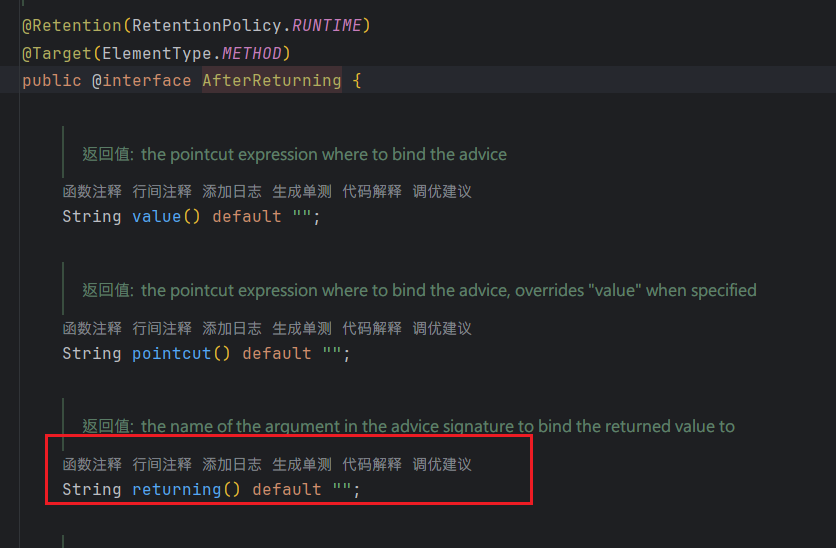 @Retention(RetentionPolicy.RUNTIME)
@Target(ElementType.METHOD)
public @interface AfterReturning {
返回值: the pointcut expression where to bind the advice
函数注释 行间注释 添加日志 生成单测 代码解释 调优建议
String value() default "";
返回值: the pointcut expression where to bind the advice, overrides "value" when specified
函数注释 行间注释 添加日志 生成单测 代码解释 调优建议
String pointcut() default "";
返回值: the name of the argument in the advice signature to bind the returned value to
函数注释 行间注释 添加日志 生成单测 代码解释 调优建议
String returning() default "";